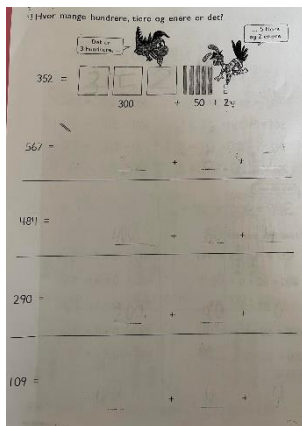 1) Hvor mange hundrere, tiere og enere er det?
Det er
3 hundrere,
... 5 tiere
og 2 enere.
352 =
300 + 50 + 2
567 =
+ +
484 =
+ +
290 =
+ +
109 =
+ +